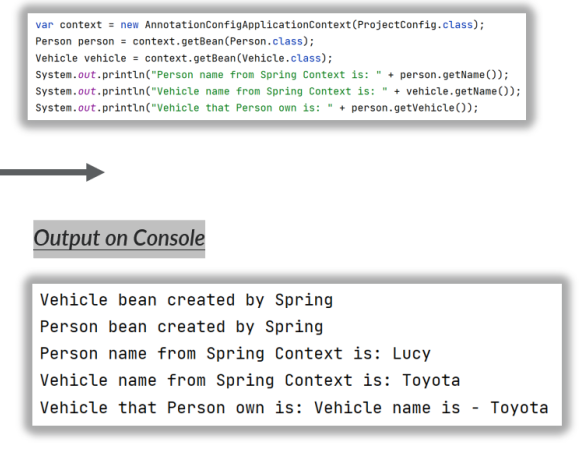 var context = new AnnotationConfigApplicationContext(ProjectConfig.class);
Person person = context.getBean(Person.class);
Vehicle vehicle = context.getBean(Vehicle.class);
System.out.println("Person name from Spring Context is: " + person.getName());
System.out.println("Vehicle name from Spring Context is: " + vehicle.getName());
System.out.println("Vehicle that Person own is: " + person.getVehicle());
Output on Console
Vehicle bean created by Spring
Person bean created by Spring
Person name from Spring Context is: Lucy
Vehicle name from Spring Context is: Toyota
Vehicle that Person own is: Vehicle name is - Toyota